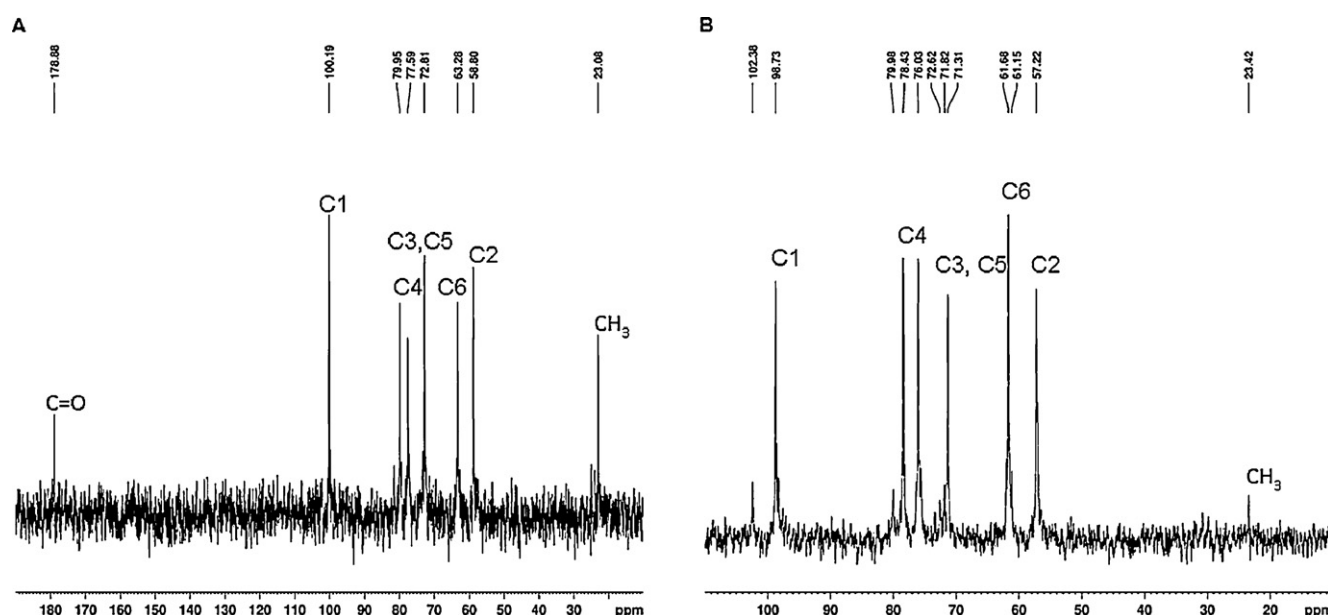 A
178.88
100.19
79.95
77.59
72.81
63.28
58.80
23.08
C1
C3,C5
C2
C4
C6
CH3
C=O
180 170 160 150 140 130 120 110 100 90 80 70 60 50 40 30 ppm
B
102.38
98.73
79.98
78.43
76.03
72.62
71.82
71.31
61.68
61.15
57.22
23.42
C6
C4
C1
C3, C5
C2
CH3
100 90 80 70 60 50 40 30 20 ppm